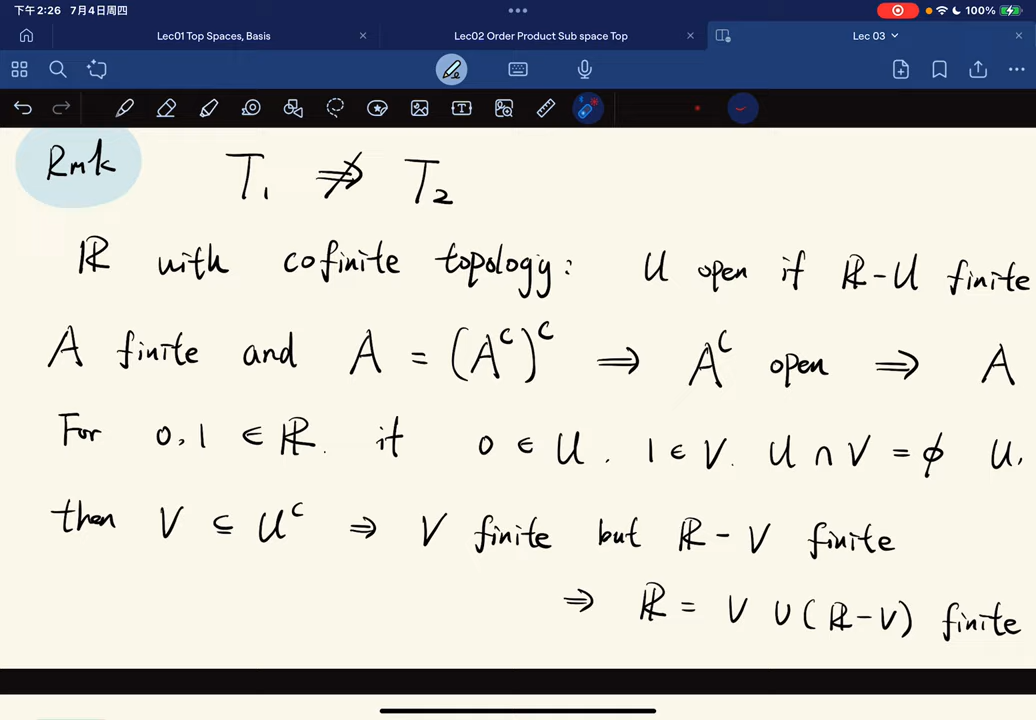 下午2:26 7月4日周四
100%
Lec01 Top Spaces, Basis
Lec02 Order Product Sub space Top
Lec 03
Rmk T₁ ⇏ T₂
ℝ with cofinite topology: U open if ℝ-U finite
A finite and A = (Aᶜ)ᶜ ⟹ Aᶜ open ⟹ A
For 0,1 ∈ ℝ. if 0 ∈ U. 1 ∈ V. U ∩ V = ϕ U,
then V ⊆ Uᶜ ⇒ V finite but ℝ - V finite
⇒ ℝ = V ∪ (ℝ-V) finite